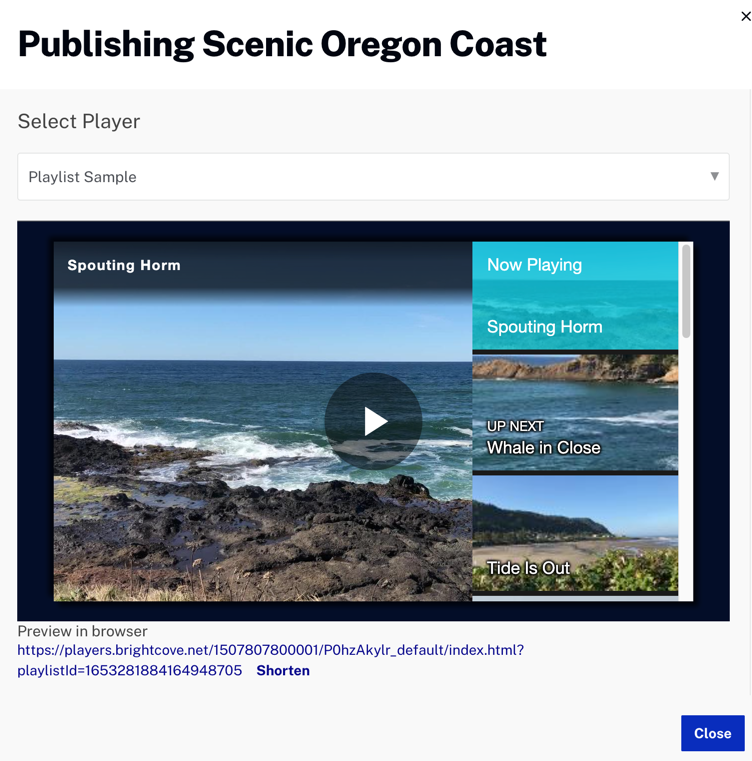 Publishing Scenic Oregon Coast
Select Player
Playlist Sample
Spouting Horm
Now Playing
Spouting Horm
UP NEXT
Whale in Close
Tide Is Out
Preview in browser
https://players.brightcove.net/1507807800001/P0hzAkylr_default/index.html?
playlistId=1653281884164948705 Shorten
Close